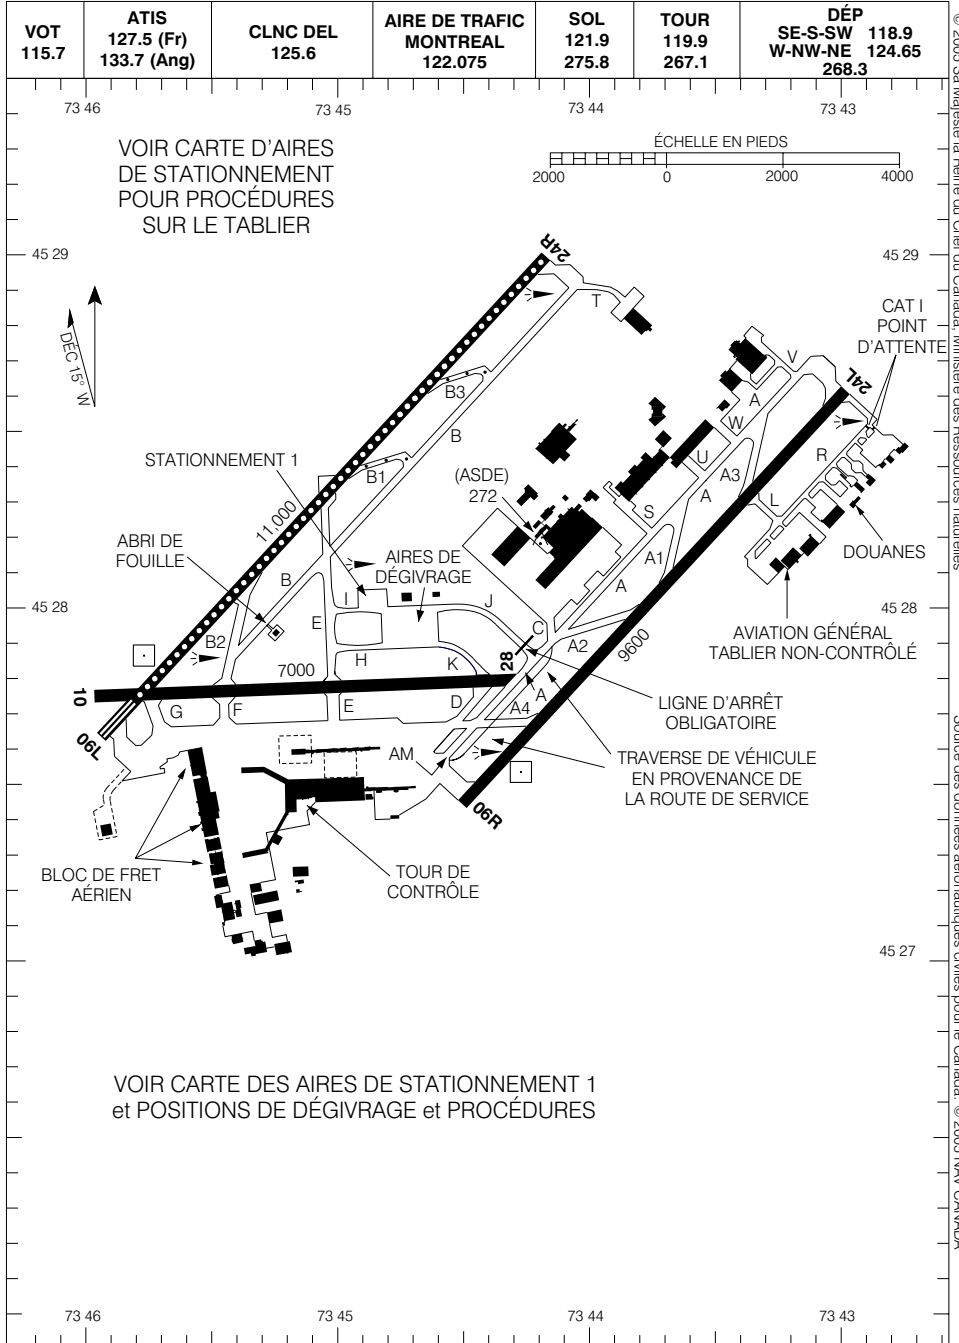 VOT
115.7
ATIS
127.5 (Fr)
133.7 (Ang)
CLNC DEL
125.6
AIRE DE TRAFIC
MONTREAL
122.075
SOL
121.9
275.8
TOUR
119.9
267.1
DÉP
SE-S-SW 118.9
W-NW-NE 124.65
268.3
73 46
73 45
73 44
73 43
VOIR CARTE D'AIRES
DE STATIONNEMENT
POUR PROCÉDURES
SUR LE TABLIER
ÉCHELLE EN PIEDS
2000
0
2000
4000
45 29
45 29
24R
DÉC 15° W
T
CAT I
POINT
D'ATTENTE
V
24L
B3
A
B
W
STATIONNEMENT 1
R
U
B1
A3
(ASDE)
272
A
L
11,000
S
ABRI DE
FOUILLE
AIRES DE
DÉGIVRAGE
A1
DOUANES
B
A
45 28
I
J
45 28
E
C
B2
A2
9600
AVIATION GÉNÉRAL
TABLIER NON-CONTRÔLÉ
H
K
28
7000
10
A
LIGNE D'ARRÊT
OBLIGATOIRE
G
F
E
D
A4
06L
AM
TRAVERSE DE VÉHICULE
EN PROVENANCE DE
LA ROUTE DE SERVICE
06R
BLOC DE FRET
AÉRIEN
TOUR DE
CONTRÔLE
45 27
VOIR CARTE DES AIRES DE STATIONNEMENT 1
et POSITIONS DE DÉGIVRAGE et PROCÉDURES
73 46
73 45
73 44
73 43